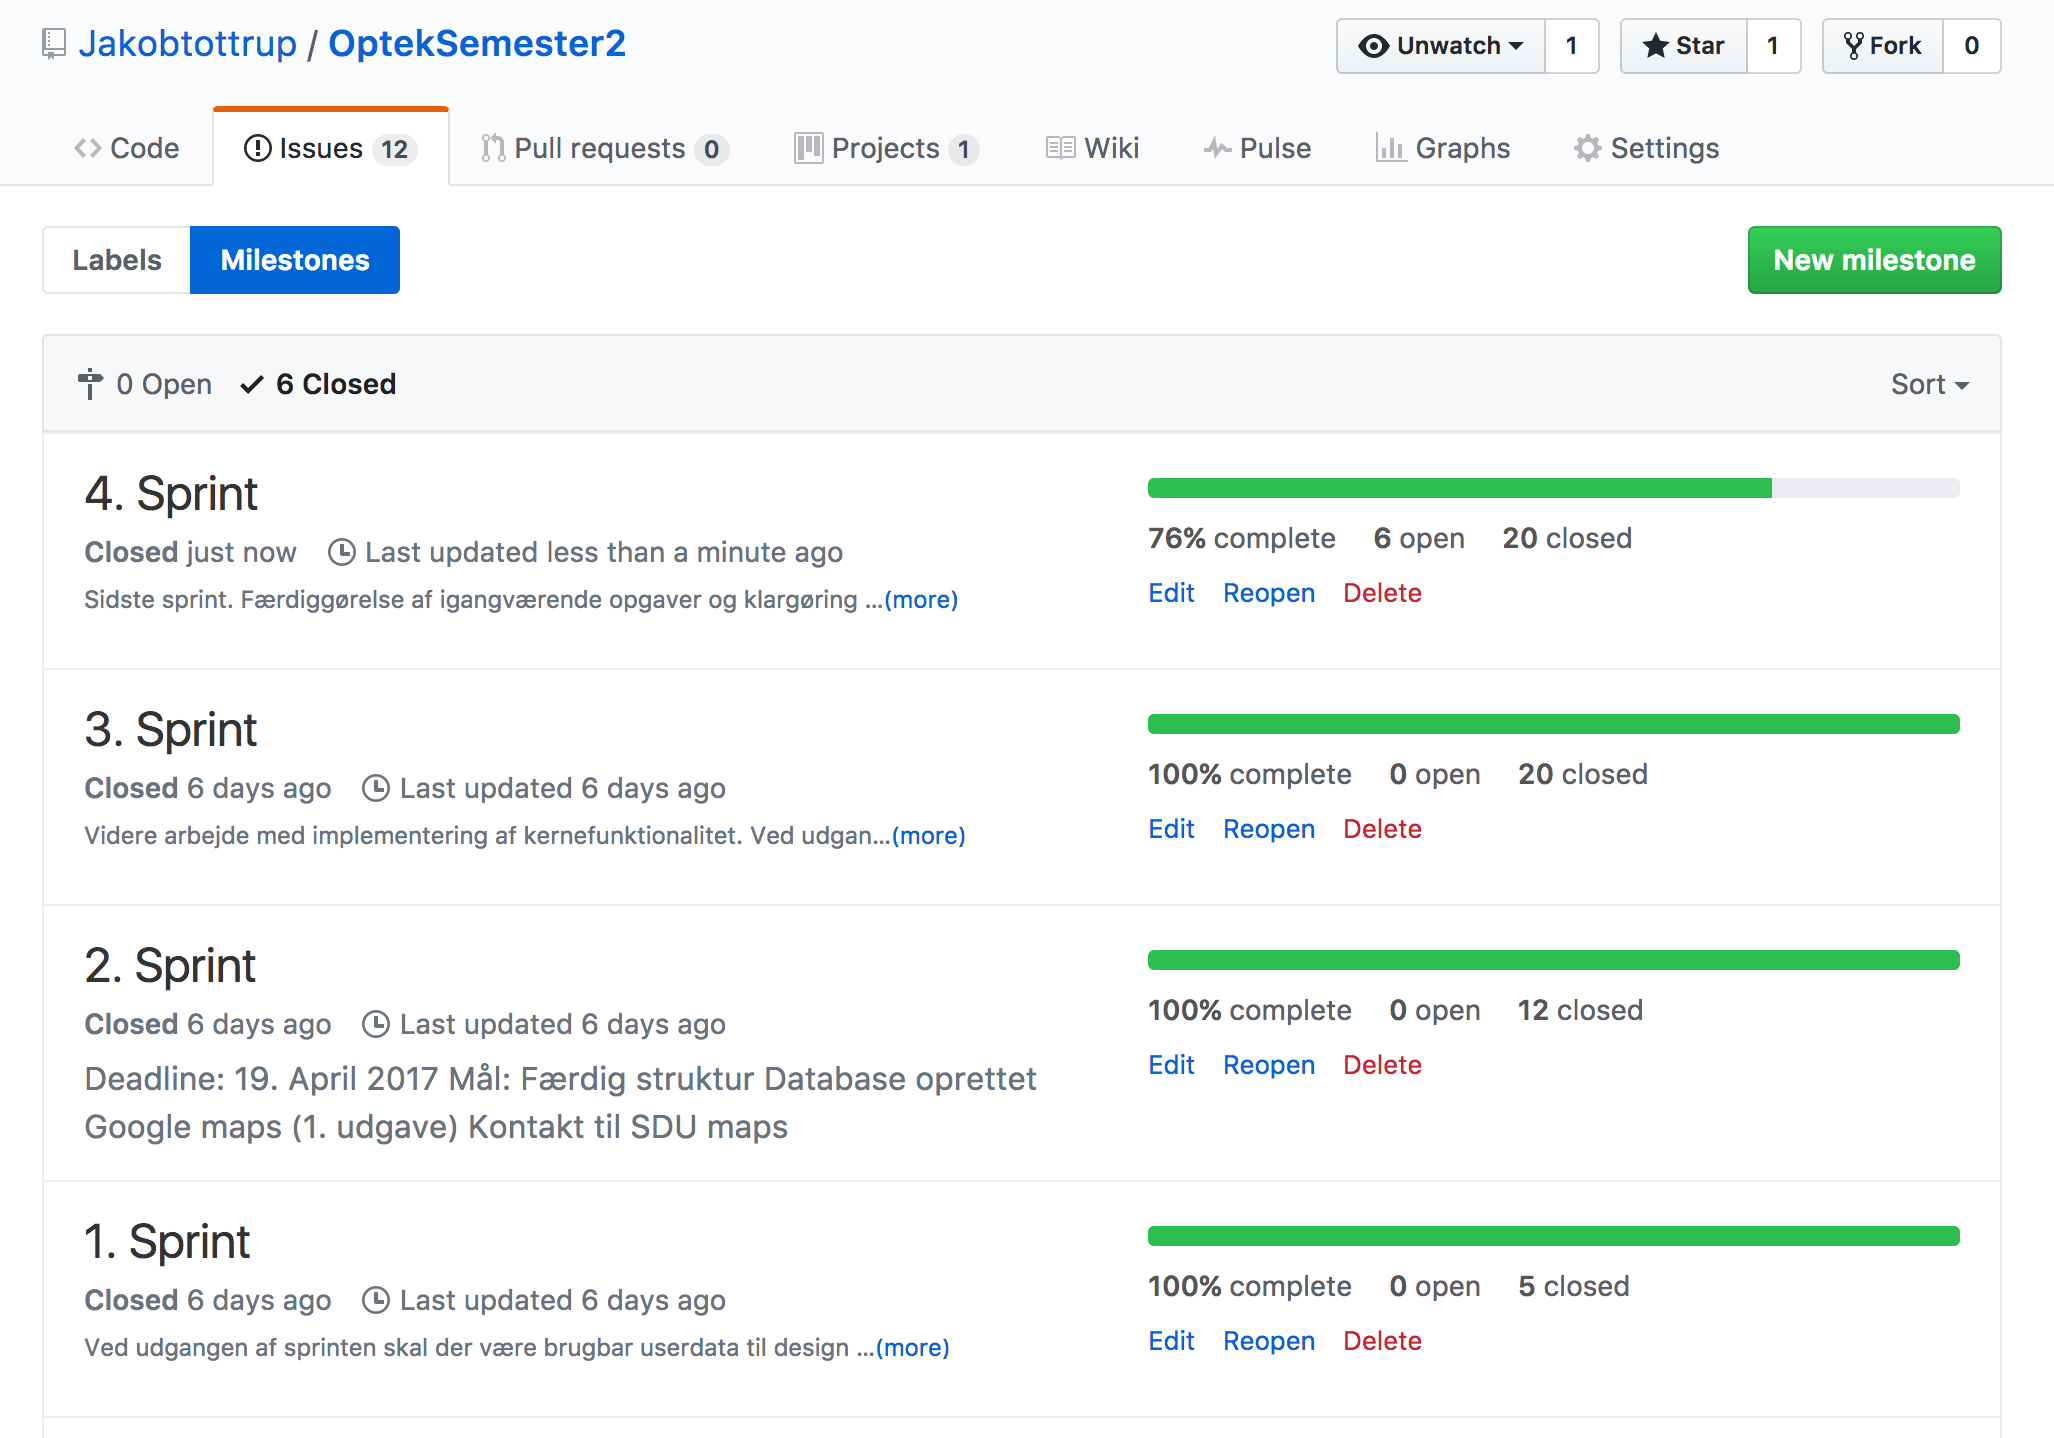 Jakobtottrup / OptekSemester2
Unwatch 1 Star 1 Fork 0
Code Issues 12 Pull requests 0 Projects 1 Wiki Pulse Graphs Settings
Labels Milestones New milestone
0 Open 6 Closed Sort
4. Sprint
Closed just now Last updated less than a minute ago
Sidste sprint. Færdiggørelse af igangværende opgaver og klargøring ...(more)
76% complete 6 open 20 closed
Edit Reopen Delete
3. Sprint
Closed 6 days ago Last updated 6 days ago
Videre arbejde med implementering af kernefunktionalitet. Ved udgan...(more)
100% complete 0 open 20 closed
Edit Reopen Delete
2. Sprint
Closed 6 days ago Last updated 6 days ago
Deadline: 19. April 2017 Mål: Færdig struktur Database oprettet
Google maps (1. udgave) Kontakt til SDU maps
100% complete 0 open 12 closed
Edit Reopen Delete
1. Sprint
Closed 6 days ago Last updated 6 days ago
Ved udgangen af sprinten skal der være brugbar userdata til design ...(more)
100% complete 0 open 5 closed
Edit Reopen Delete